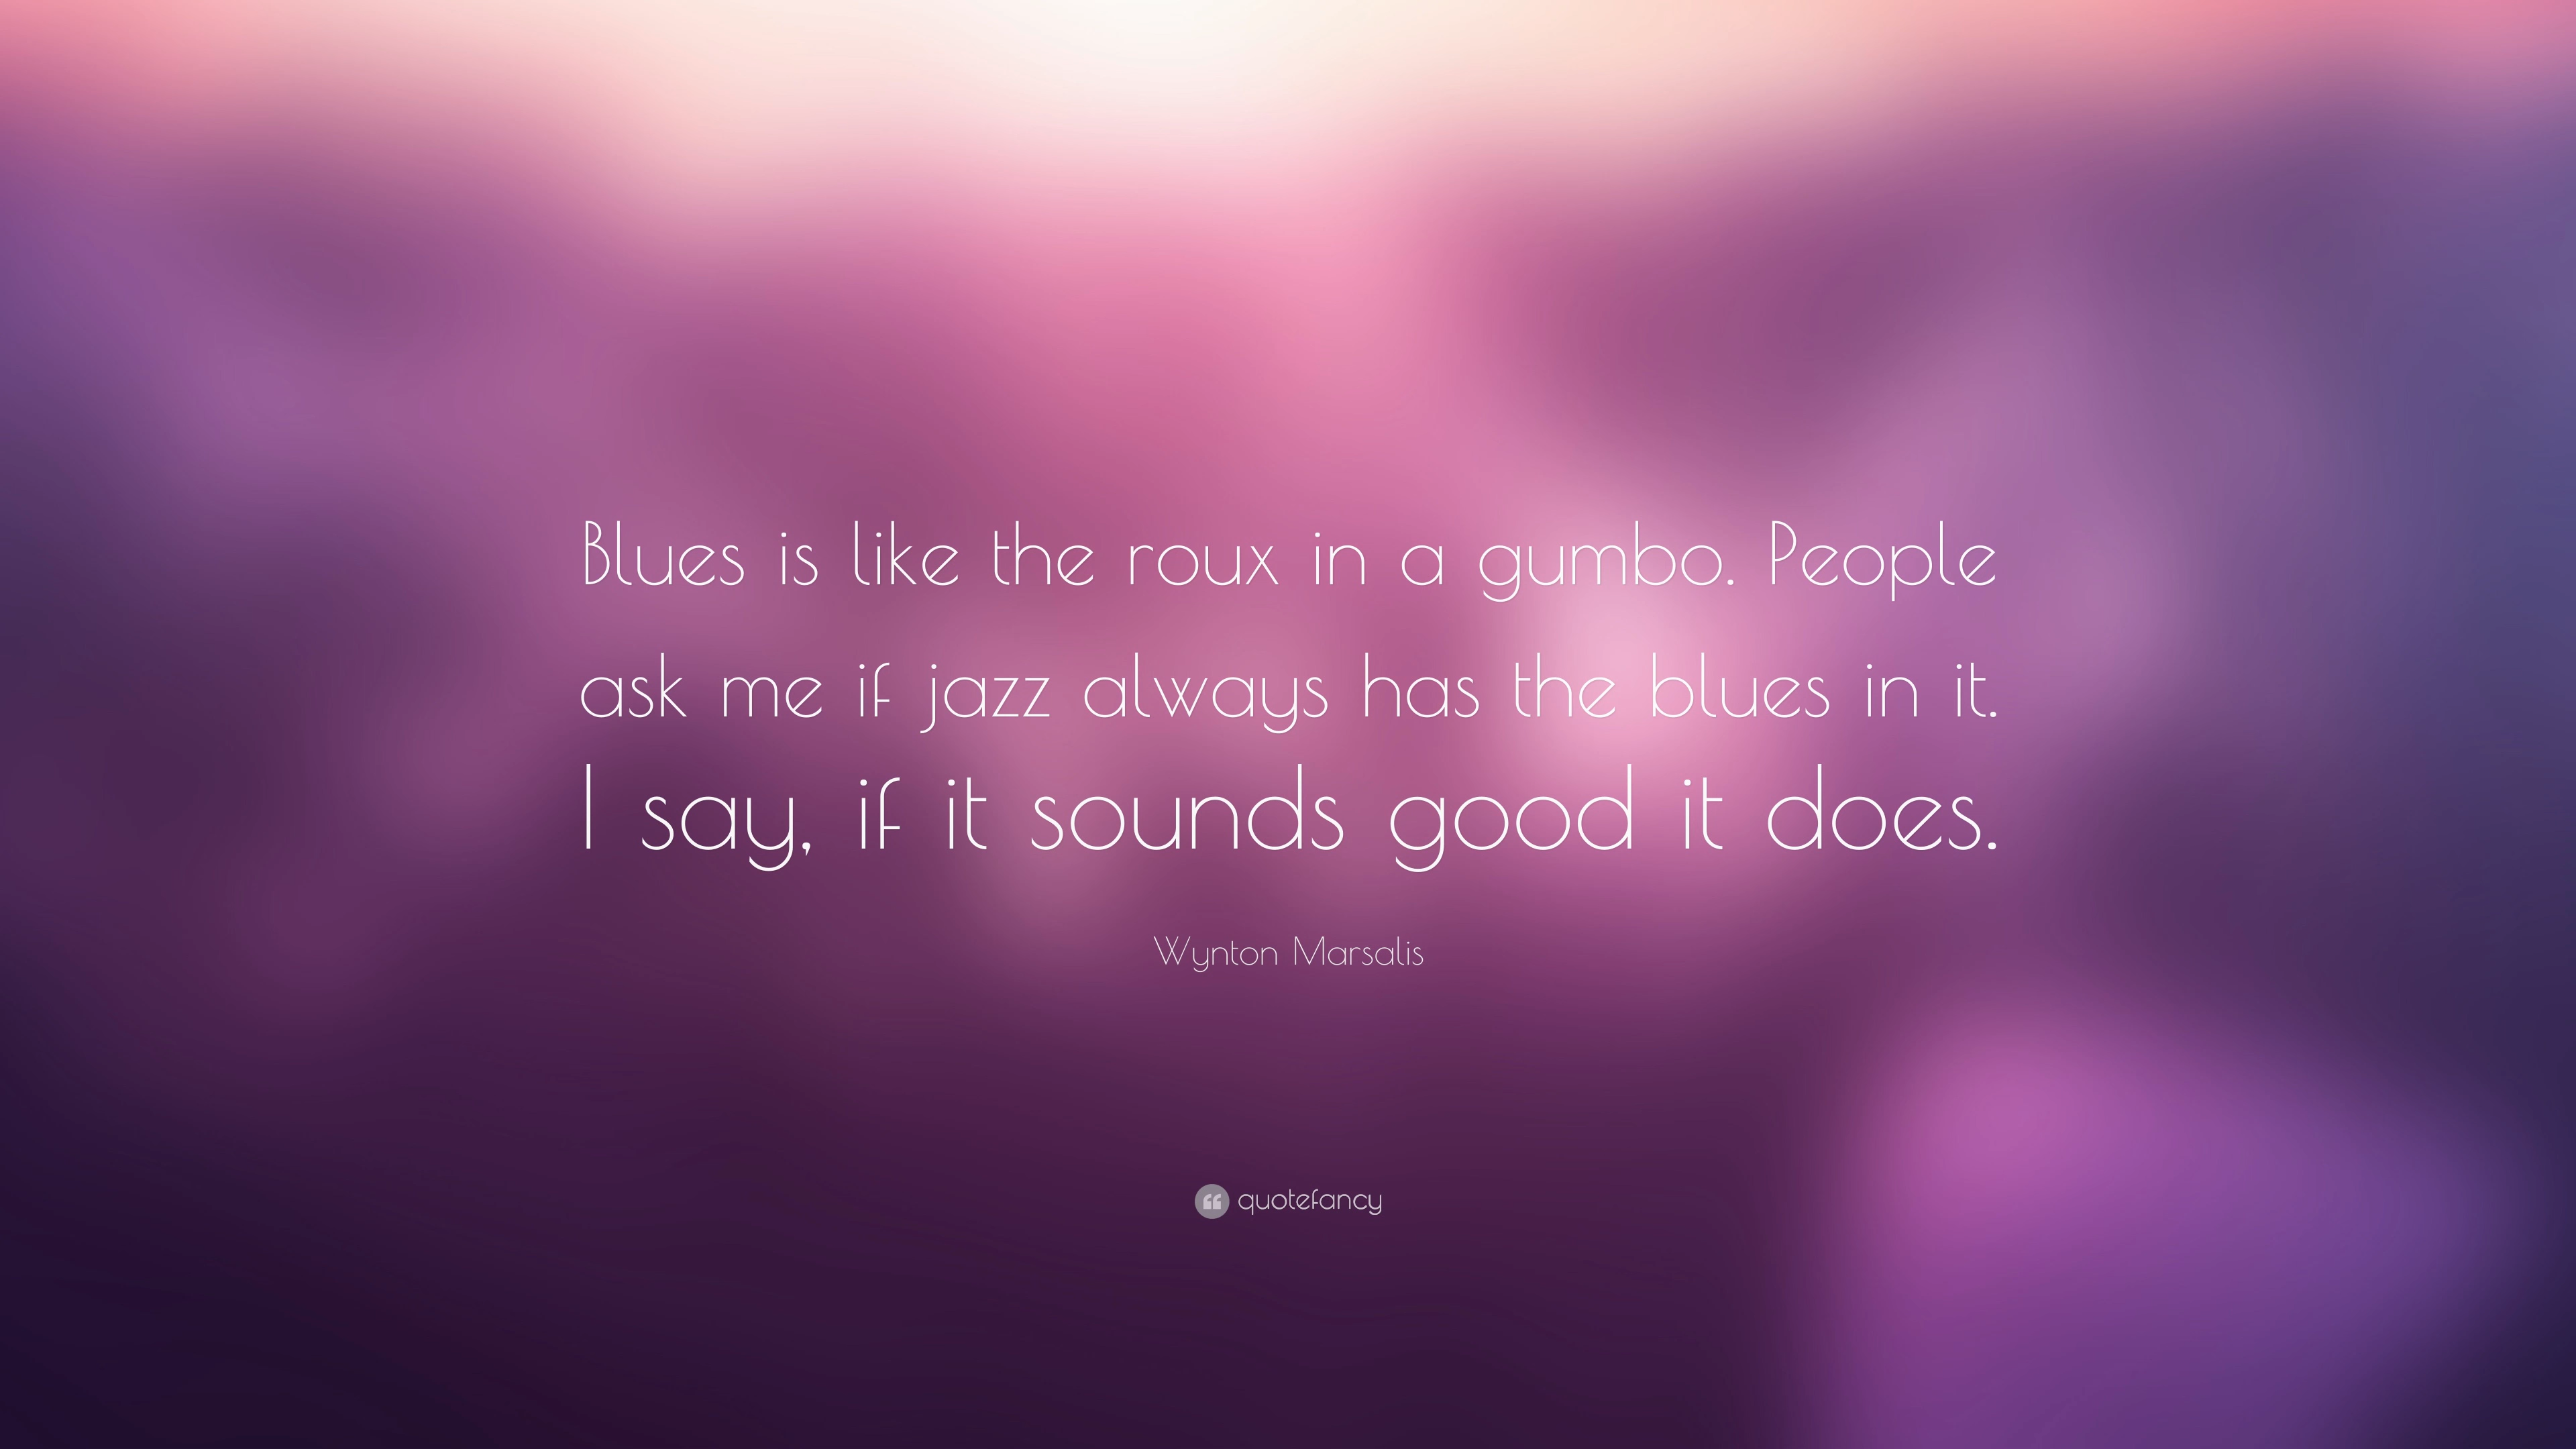 Blues is like the roux in a gumbo. People
ask me if jazz always has the blues in it.
I say, if it sounds good it does.
Wynton Marsalis
quotefancy